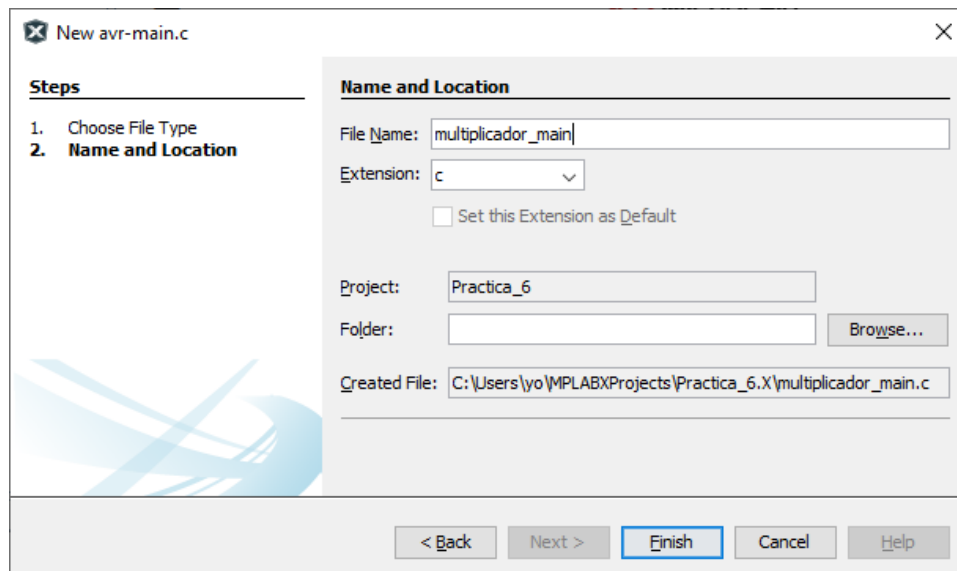 New avr-main.c
Steps
1. Choose File Type
2. Name and Location
Name and Location
File Name: multiplicador_main
Extension: c
Set this Extension as Default
Project: Practica_6
Folder:
Browse...
Created File: C:\Users\yo\MPLABXProjects\Practica_6.X\multiplicador_main.c
< Back Next > Finish Cancel Help